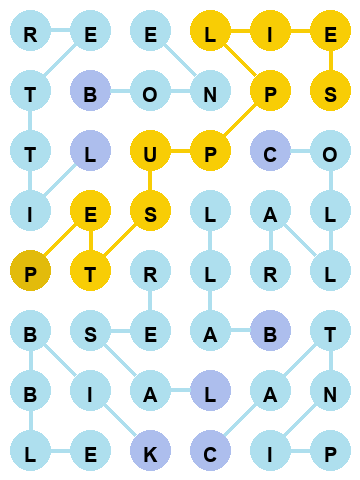 R E E L I E
T B O N P S
T L U P C O
I E S L A L
P T R L R L
B S E A B T
B I A L A N
L E K C I P